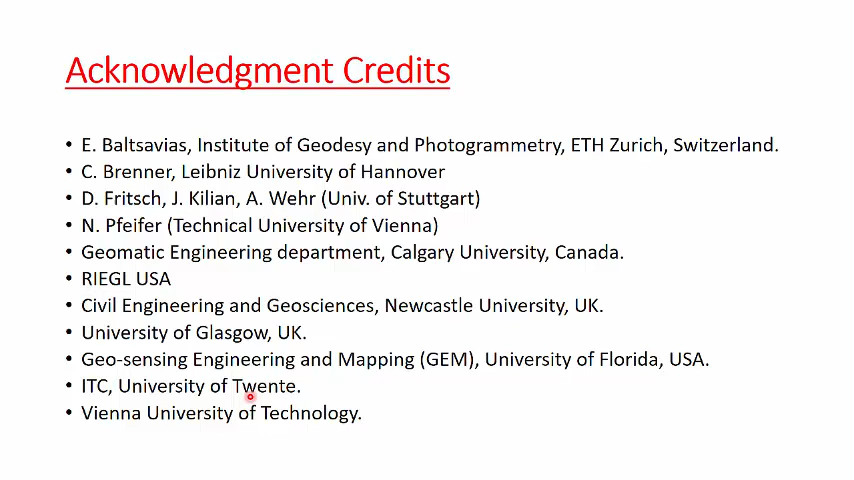 Acknowledgment Credits
• E. Baltsavias, Institute of Geodesy and Photogrammetry, ETH Zurich, Switzerland.
• C. Brenner, Leibniz University of Hannover
• D. Fritsch, J. Kilian, A. Wehr (Univ. of Stuttgart)
• N. Pfeifer (Technical University of Vienna)
• Geomatic Engineering department, Calgary University, Canada.
• RIEGL USA
• Civil Engineering and Geosciences, Newcastle University, UK.
• University of Glasgow, UK.
• Geo-sensing Engineering and Mapping (GEM), University of Florida, USA.
• ITC, University of Twente.
• Vienna University of Technology.